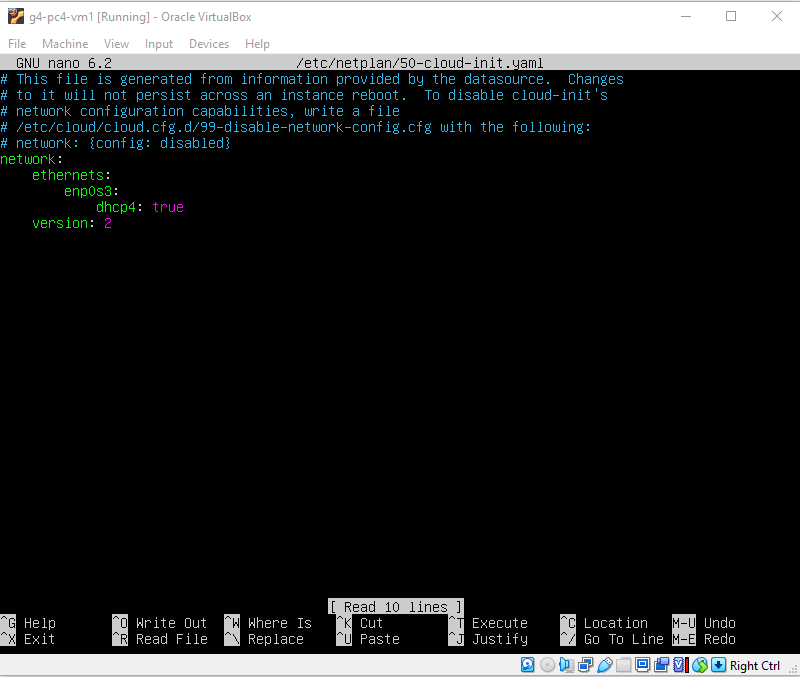 g4-pc4-vm1 [Running] - Oracle VirtualBox
File Machine View Input Devices Help
GNU nano 6.2 /etc/netplan/50-cloud-init.yaml
# This file is generated from information provided by the datasource.  Changes
# to it will not persist across an instance reboot.  To disable cloud-init's
# network configuration capabilities, write a file
# /etc/cloud/cloud.cfg.d/99-disable-network-config.cfg with the following:
# network: {config: disabled}
network:
    ethernets:
        enp0s3:
            dhcp4: true
    version: 2
[ Read 10 lines ]
^G Help ^O Write Out ^W Where Is ^K Cut ^T Execute ^C Location M-U Undo
^X Exit ^R Read File ^\ Replace ^U Paste ^J Justify ^/ Go To Line M-E Redo
Right Ctrl